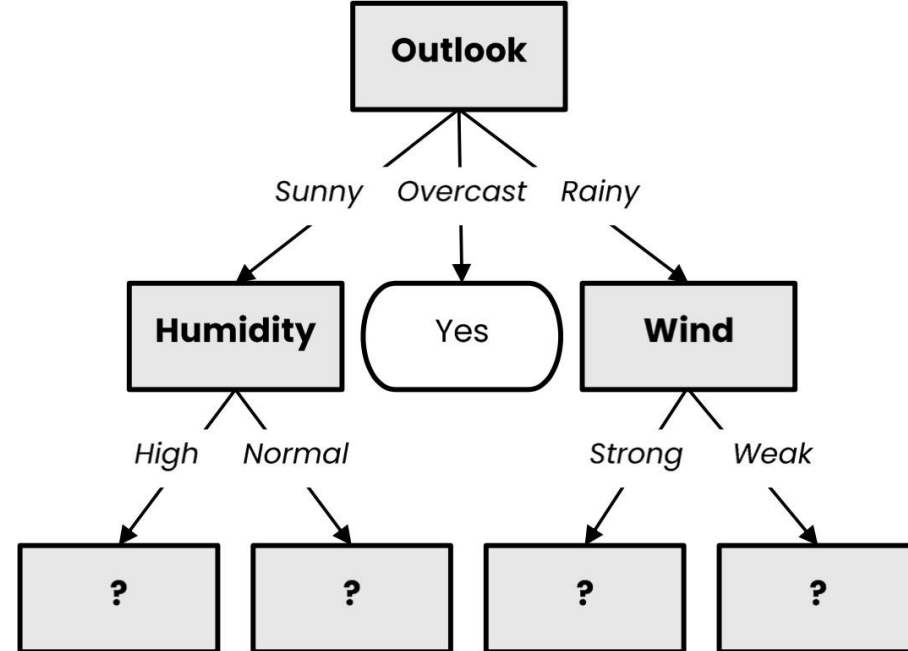 Outlook
Sunny Overcast Rainy
Humidity Yes Wind
High Normal Strong Weak
? ? ? ?